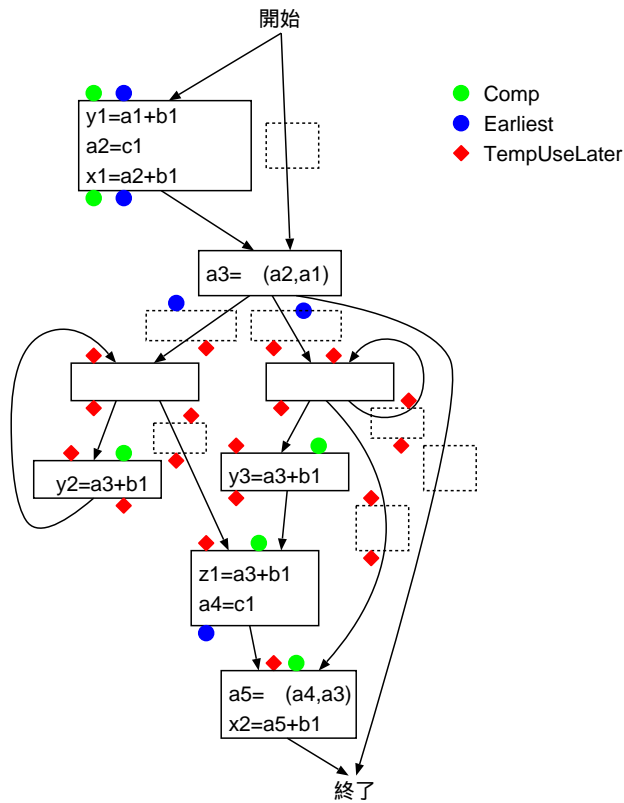 開始
Comp
Earliest
TempUseLater
y1=a1+b1
a2=c1
x1=a2+b1
a3= (a2,a1)
y2=a3+b1
y3=a3+b1
z1=a3+b1
a4=c1
a5= (a4,a3)
x2=a5+b1
終了